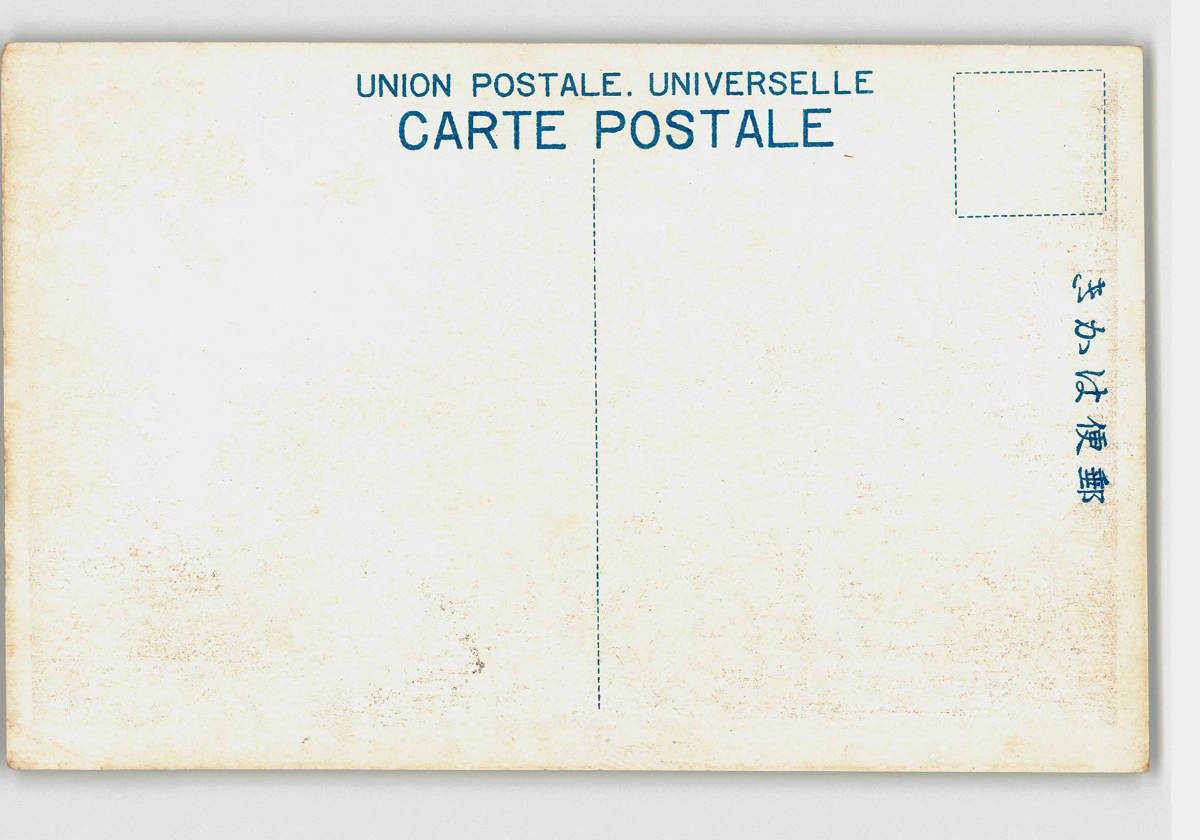 UNION POSTALE. UNIVERSELLE
CARTE POSTALE
郵便はかき